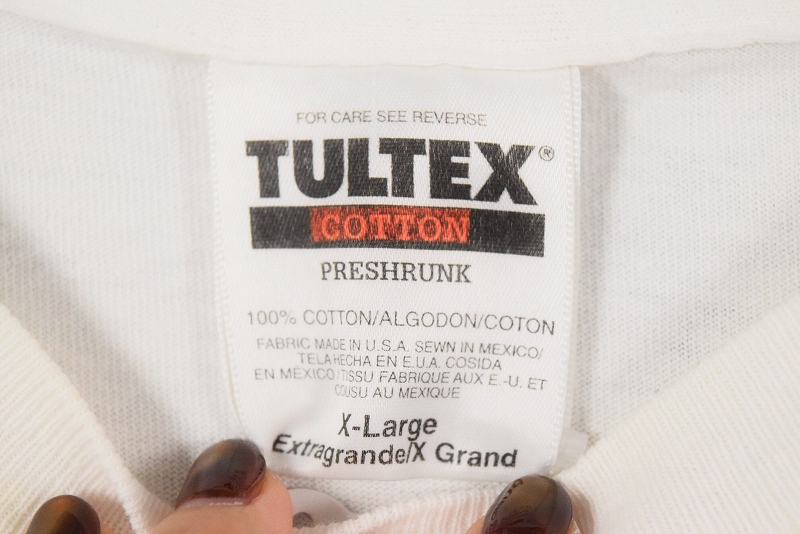 FOR CARE SEE REVERSE
TULTEX®
COTTON
PRESHRUNK
100% COTTON/ALGODON/COTON
FABRIC MADE IN U.S.A. SEWN IN MEXICO/
TELA HECHA EN E.U.A. COSIDA
EN MEXICO/TISSU FABRIQUE AUX E.-U. ET
COUSU AU MEXIQUE
X-Large
Extragrande/X Grand